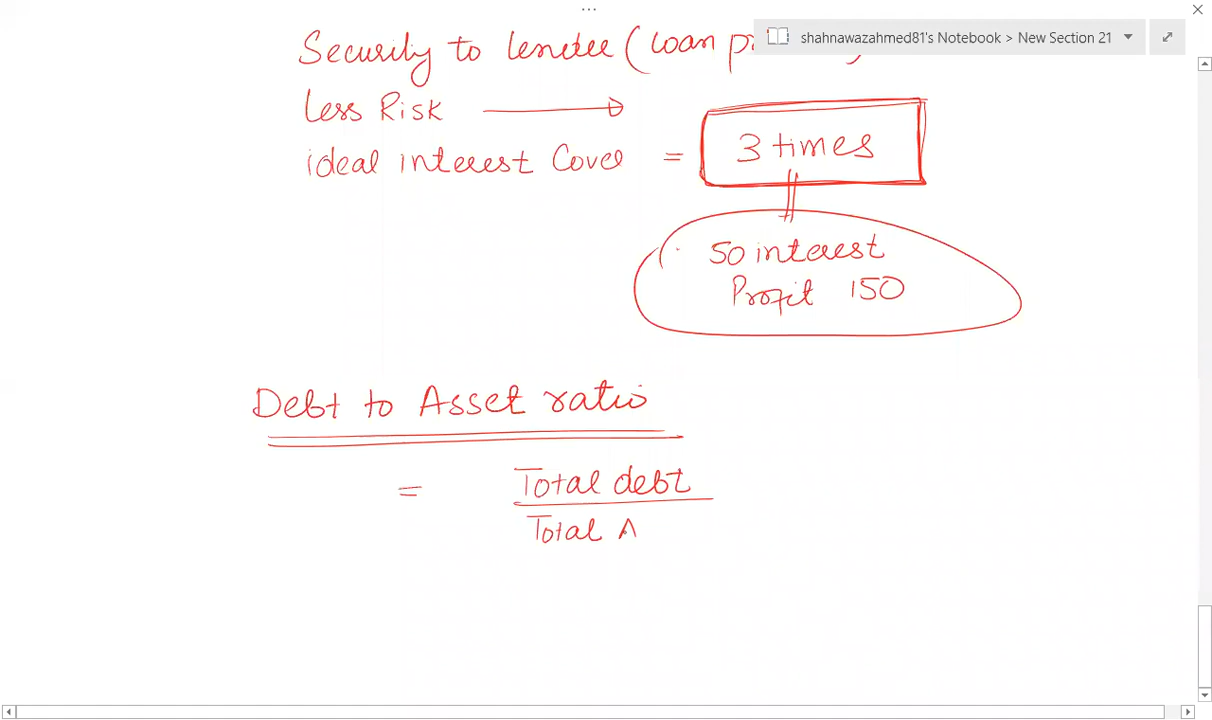 ...
shahnawazahmed81's Notebook > New Section 21
Security to lender (loan
less Risk
ideal interest Cover = 3 times
50 interest
Profit 150
Debt to Asset ratio
= Total debt
Total A